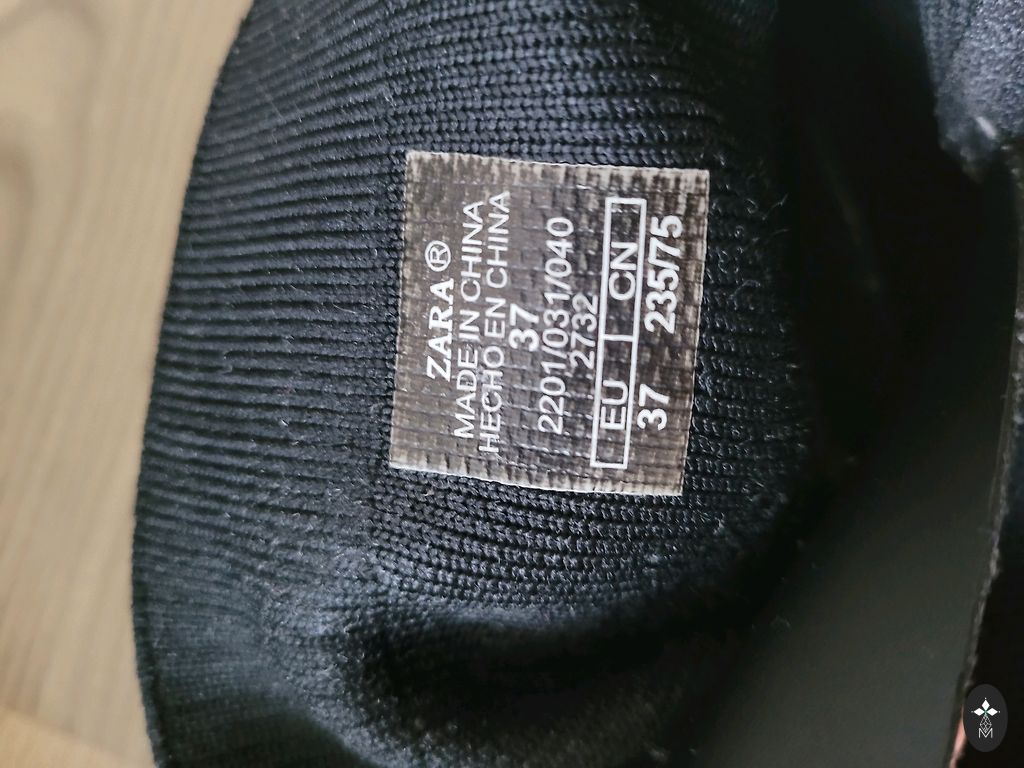 ZARA®
MADE IN CHINA
HECHO EN CHINA
37
2201/031/040
2732
EU CN
37 235/75
M